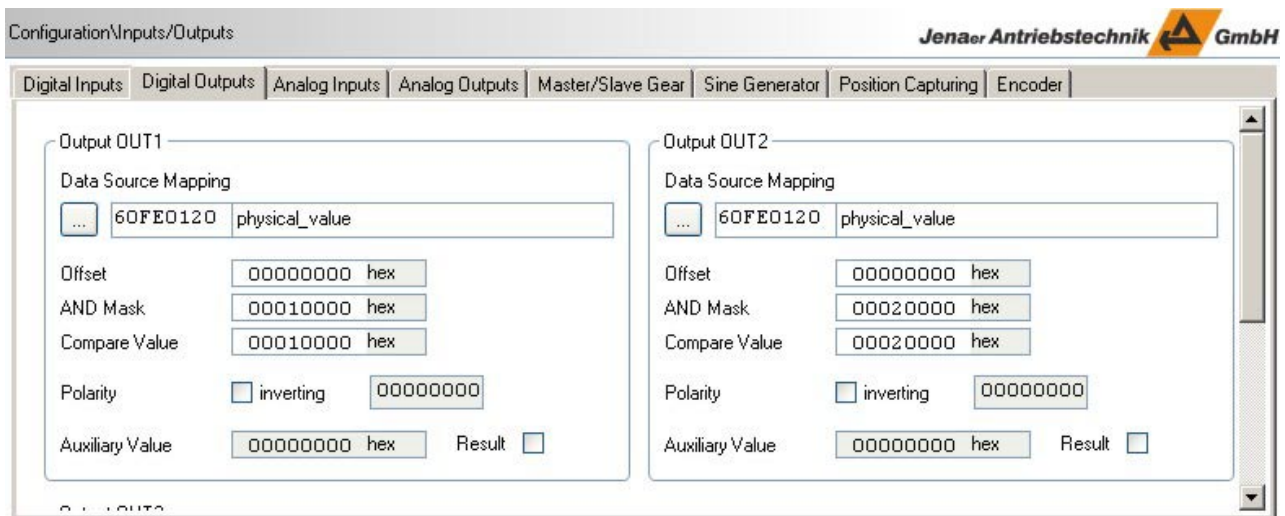 Configuration\Inputs/Outputs
Jenaer Antriebstechnik GmbH
Digital Inputs Digital Outputs Analog Inputs Analog Outputs Master/Slave Gear Sine Generator Position Capturing Encoder
Output OUT1
Data Source Mapping
... 60FE0120 physical_value
Offset 00000000 hex
AND Mask 00010000 hex
Compare Value 00010000 hex
Polarity inverting 00000000
Auxiliary Value 00000000 hex Result
Output OUT2
Data Source Mapping
... 60FE0120 physical_value
Offset 00000000 hex
AND Mask 00020000 hex
Compare Value 00020000 hex
Polarity inverting 00000000
Auxiliary Value 00000000 hex Result